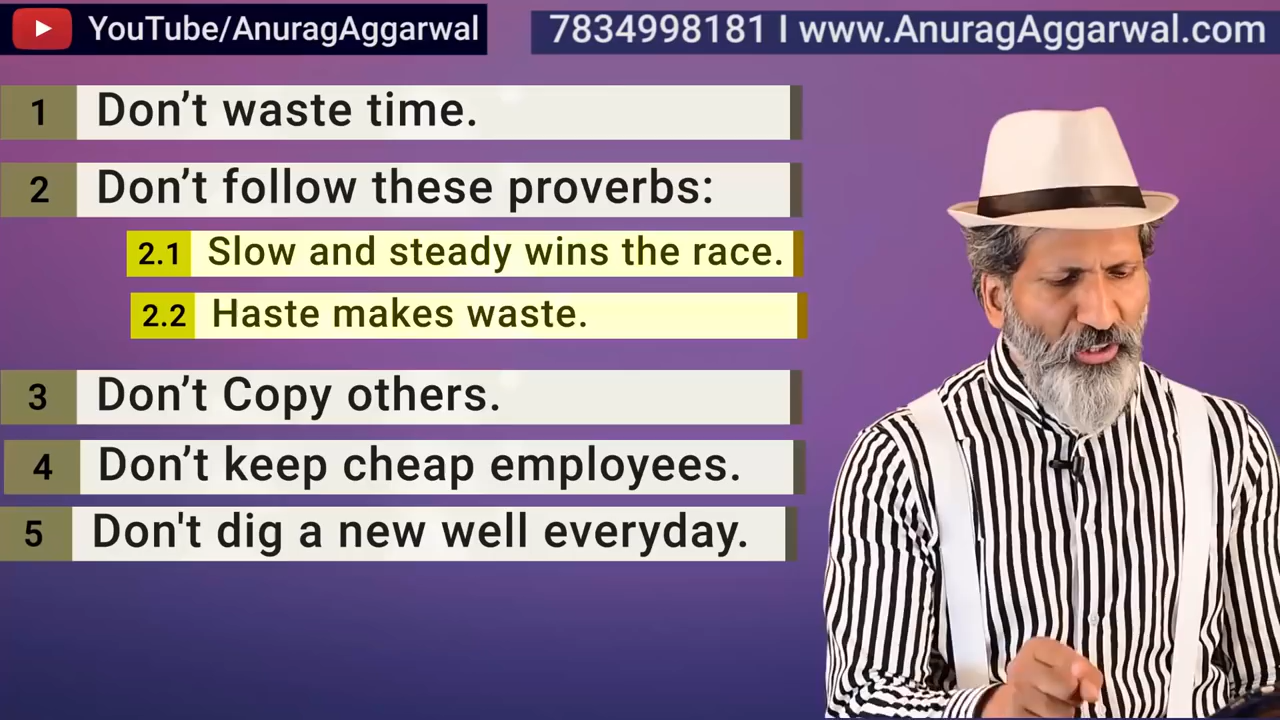 YouTube/AnuragAggarwal
7834998181 | www.AnuragAggarwal.com
1 Don’t waste time.
2 Don’t follow these proverbs:
2.1 Slow and steady wins the race.
2.2 Haste makes waste.
3 Don’t Copy others.
4 Don’t keep cheap employees.
5 Don't dig a new well everyday.